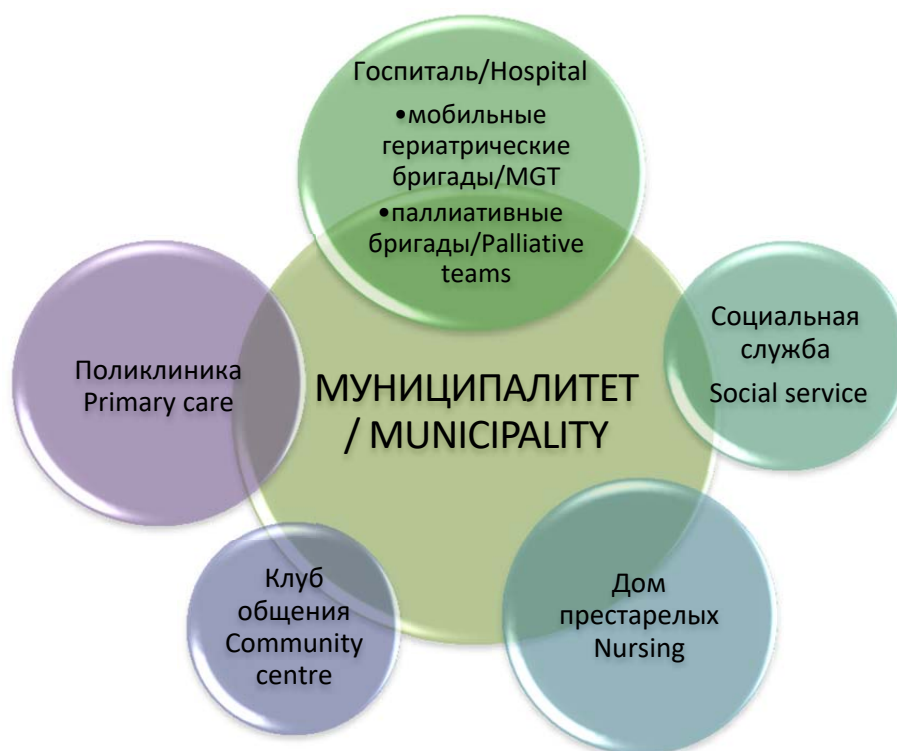 Госпиталь/Hospital
•мобильные
гериатрические
бригады/MGT
•паллиативные
бригады/Palliative
teams
Социальная
служба
Social service
Поликлиника
Primary care
МУНИЦИПАЛИТЕТ
/ MUNICIPALITY
Клуб
общения
Community
centre
Дом
престарелых
Nursing